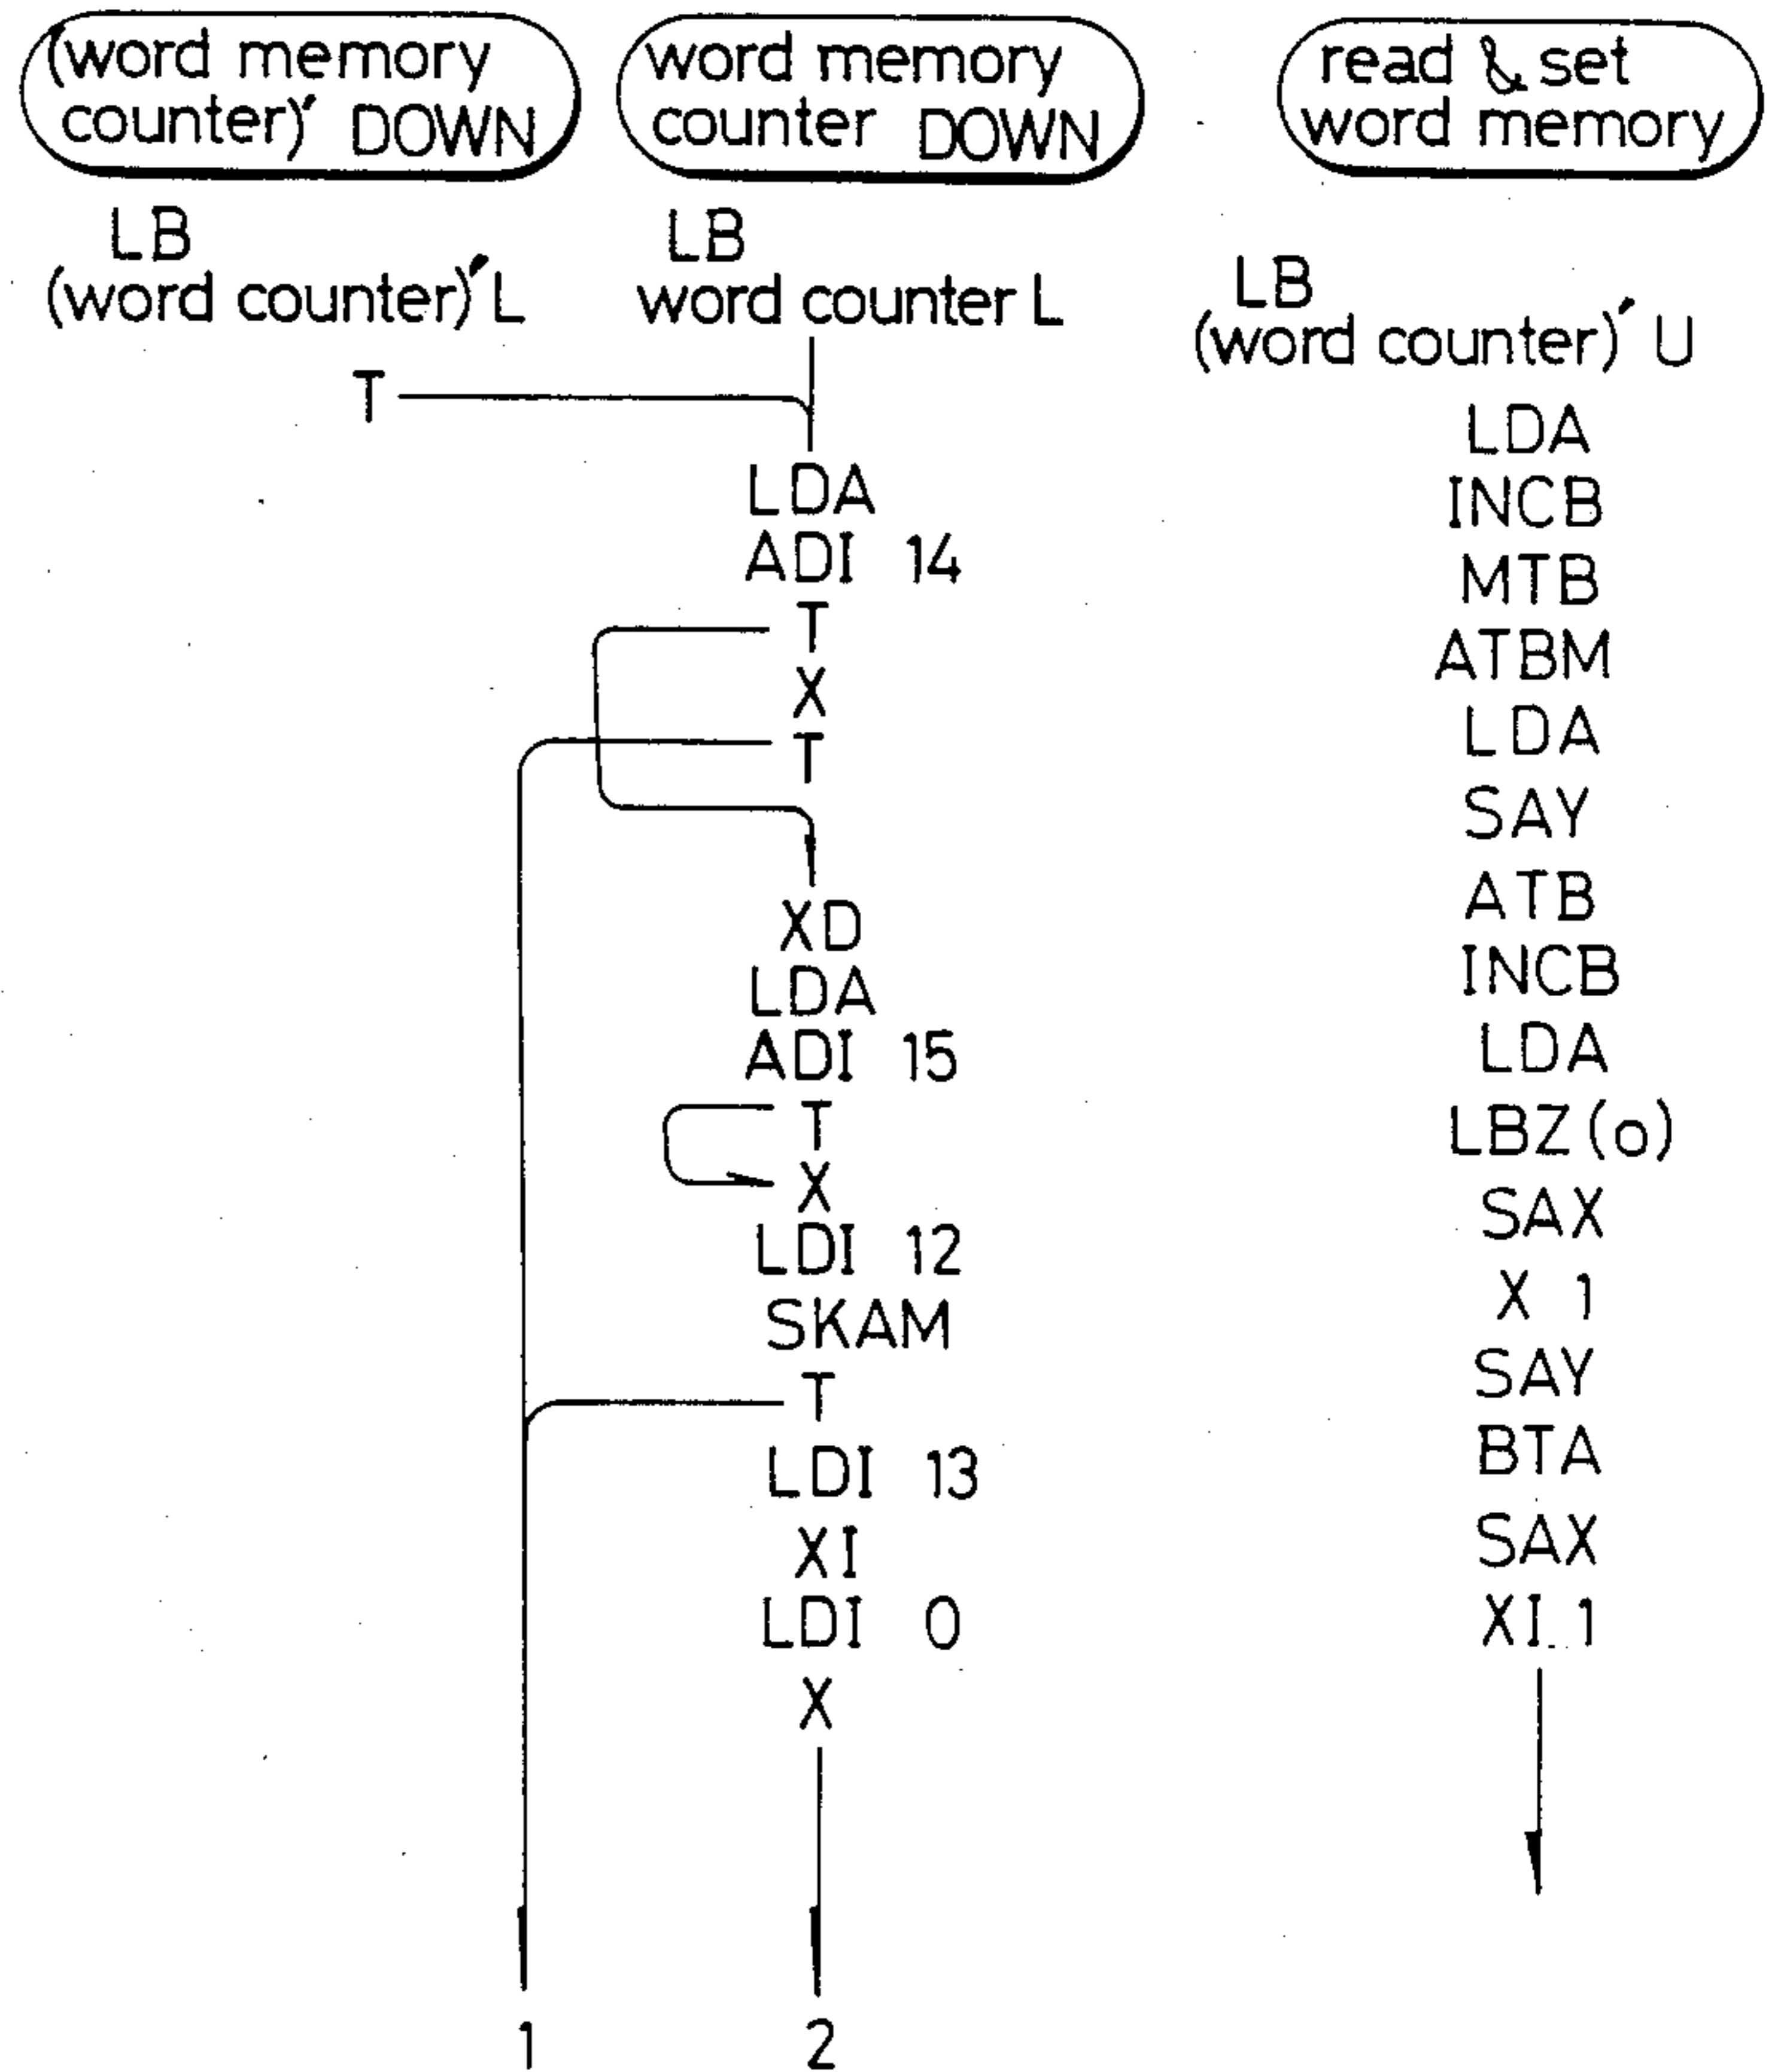 (word memory
counter)′ DOWN
LB
(word counter)′ L
T
word memory
counter DOWN
LB
word counter L
LDA
ADI 14
T
X
T
XD
LDA
ADI 15
T
X
LDI 12
SKAM
T
LDI 13
XI
LDI 0
X
1
2
read & set
word memory
LB
(word counter)′ U
LDA
INCB
MTB
ATBM
LDA
SAY
ATB
INCB
LDA
LBZ (o)
SAX
X 1
SAY
BTA
SAX
XI 1